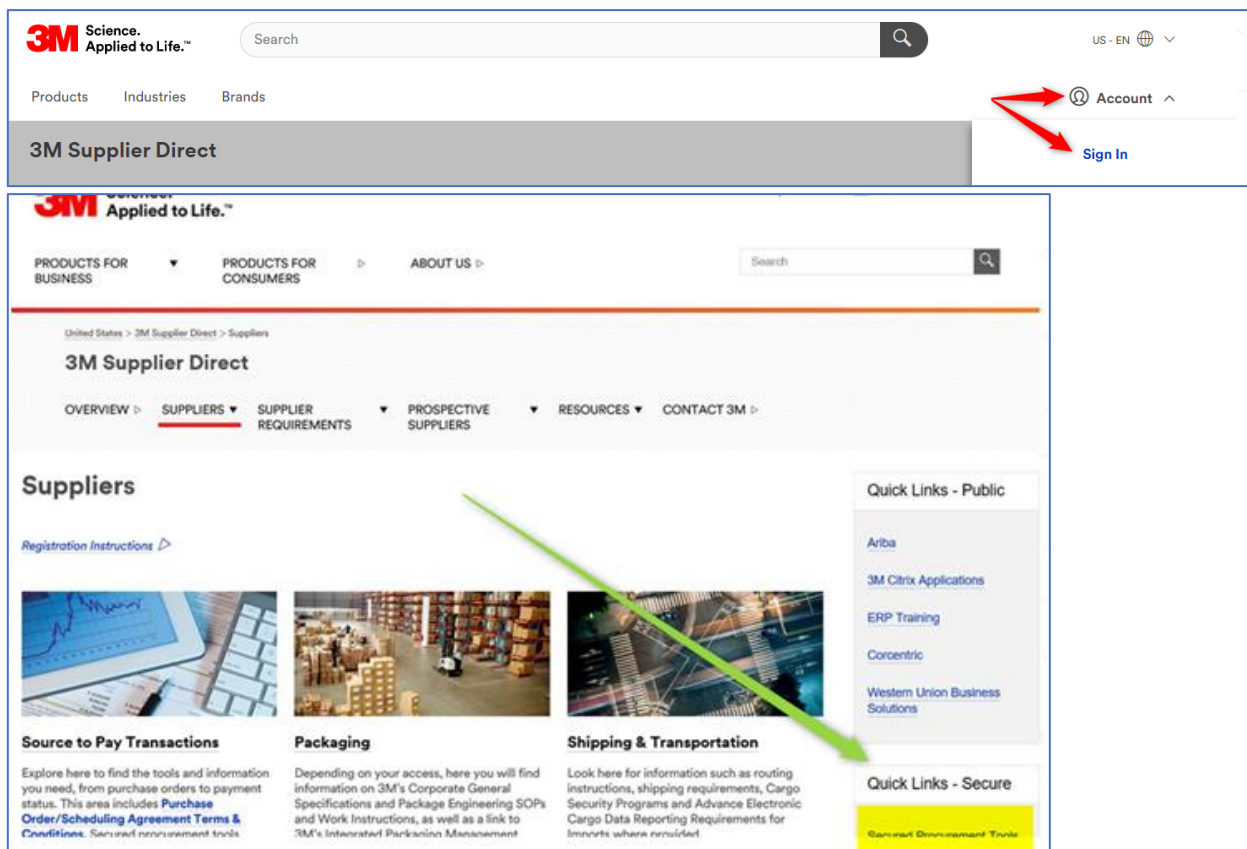 3M Science.
Applied to Life.™
Search
US - EN
Products Industries Brands
Account
3M Supplier Direct
Sign In
3M Science.
Applied to Life.™
PRODUCTS FOR
BUSINESS
PRODUCTS FOR
CONSUMERS
ABOUT US
Search
United States > 3M Supplier Direct > Suppliers
3M Supplier Direct
OVERVIEW
SUPPLIERS
SUPPLIER
REQUIREMENTS
PROSPECTIVE
SUPPLIERS
RESOURCES
CONTACT 3M
Suppliers
Registration Instructions
Source to Pay Transactions
Explore here to find the tools and information
you need, from purchase orders to payment
status. This area includes Purchase
Order/Scheduling Agreement Terms &
Conditions. Secured procurement tools
Packaging
Depending on your access, here you will find
information on 3M's Corporate General
Specifications and Package Engineering SOPs
and Work Instructions, as well as a link to
3M's Integrated Packaging Management
Shipping & Transportation
Look here for information such as routing
instructions, shipping requirements, Cargo
Security Programs and Advance Electronic
Cargo Data Reporting Requirements for
Imports where provided.
Quick Links - Public
Ariba
3M Citrix Applications
ERP Training
Corcentric
Western Union Business
Solutions
Quick Links - Secure
Secured Procurement Tools